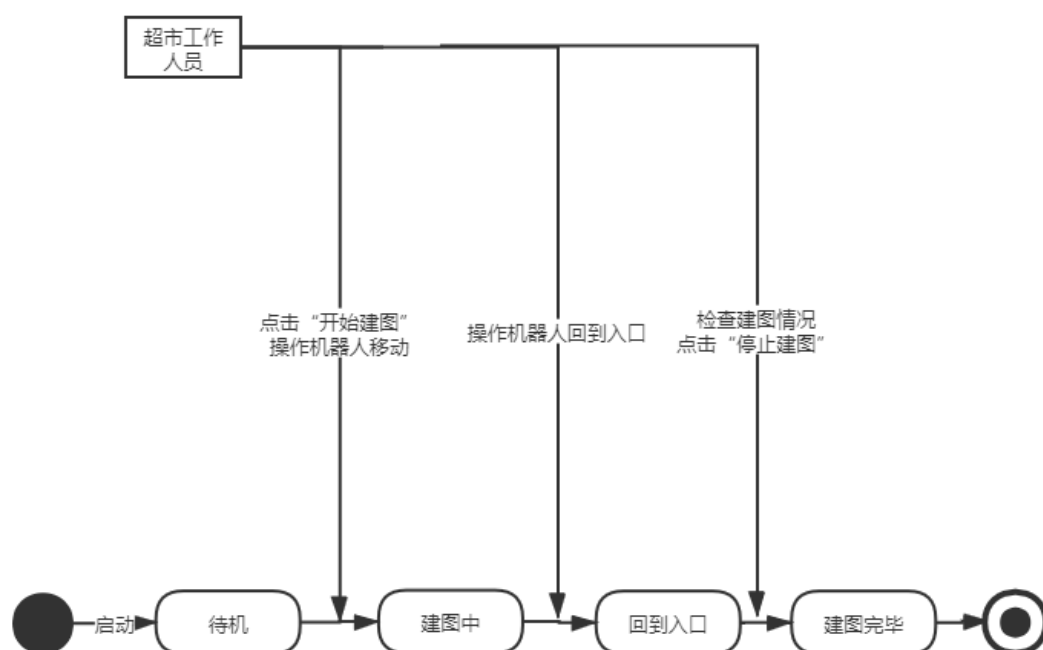 超市工作
人员
点击“开始建图”
操作机器人移动
操作机器人回到入口
检查建图情况
点击“停止建图”
启动
待机
建图中
回到入口
建图完毕